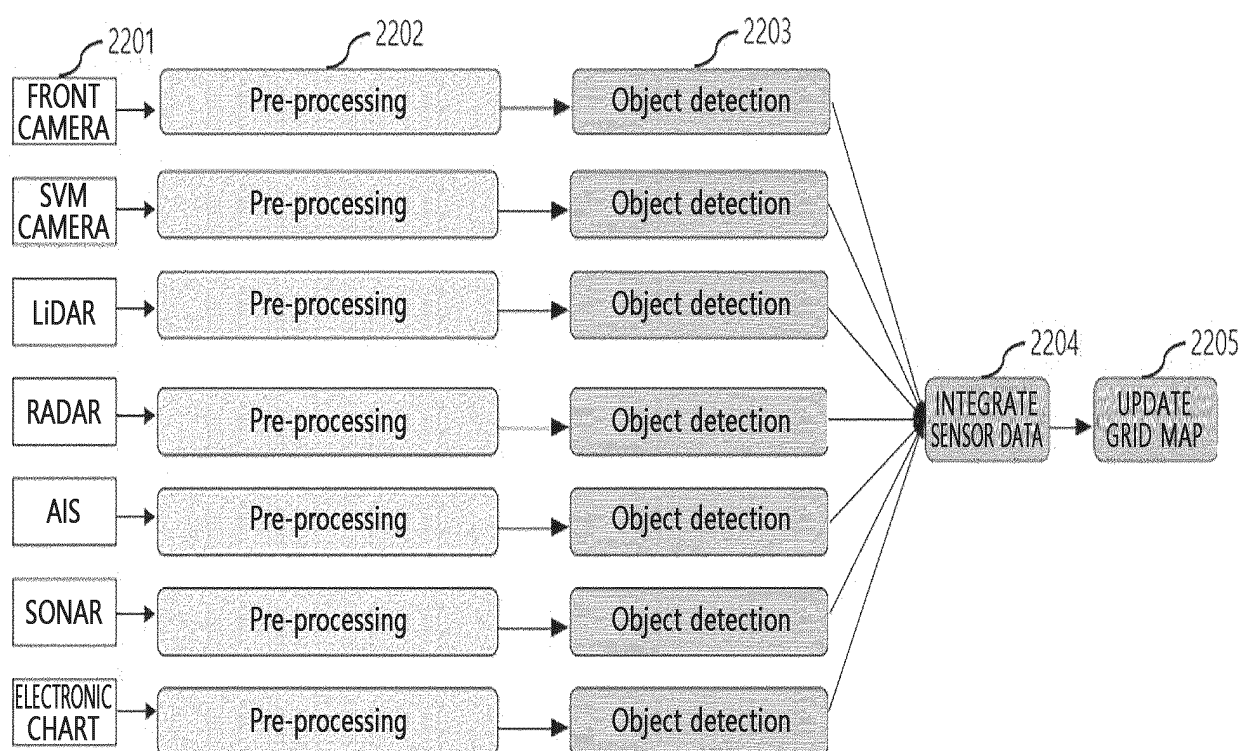 2201
2202
2203
FRONT
CAMERA
Pre-processing
Object detection
SVM
CAMERA
Pre-processing
Object detection
LiDAR
Pre-processing
Object detection
2204
2205
RADAR
Pre-processing
Object detection
INTEGRATE
SENSOR DATA
UPDATE
GRID MAP
AIS
Pre-processing
Object detection
SONAR
Pre-processing
Object detection
ELECTRONIC
CHART
Pre-processing
Object detection